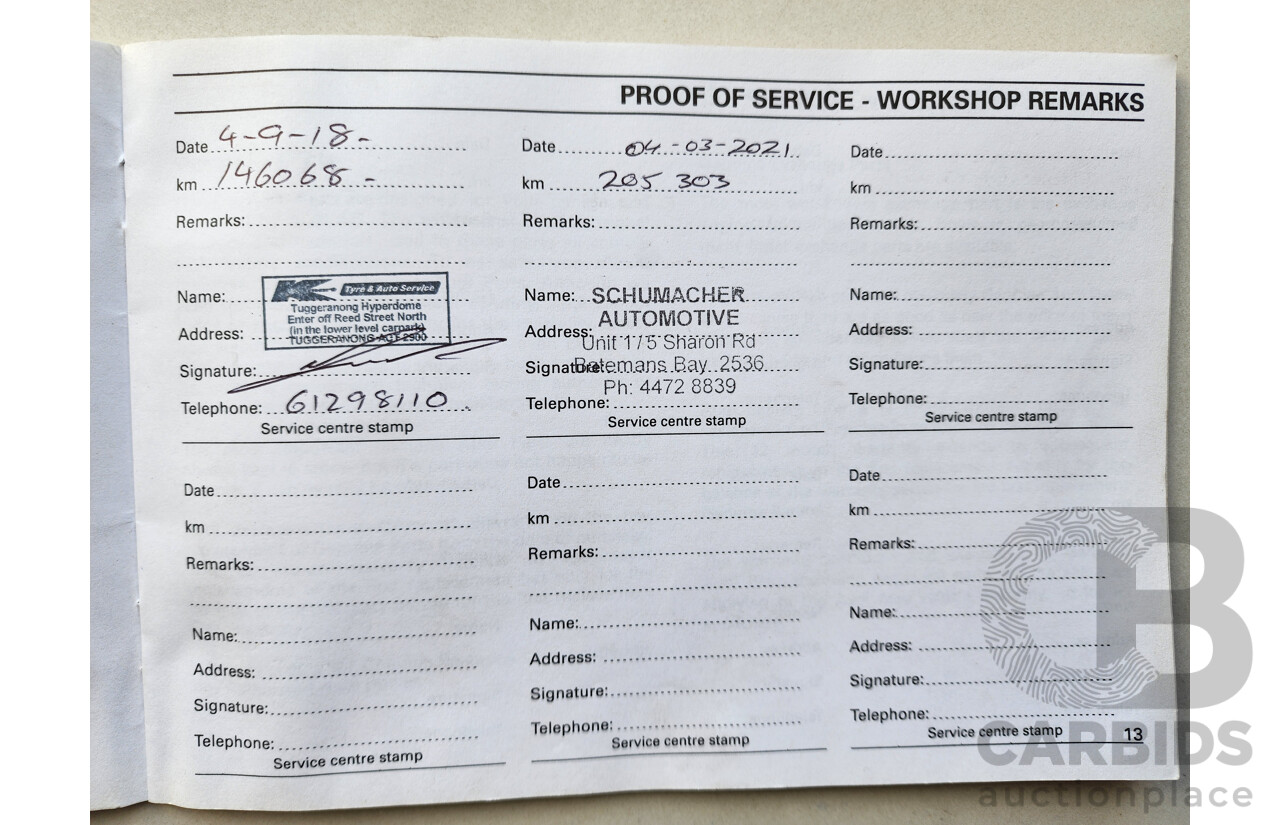 PROOF OF SERVICE - WORKSHOP REMARKS
Date 4-9-18-
km 146068 -
Remarks:
Name:
K Tyre & Auto Service
Tuggeranong Hyperdome
Enter off Reed Street North
(in the lower level carpark)
TUGGERANONG ACT 2900
Address:
Signature:
Telephone: 61298110
Service centre stamp
Date 04-03-2021
km 205 303
Remarks:
Name: SCHUMACHER
AUTOMOTIVE
Address:
Unit 1/5 Sharon Rd
Signature:
Batemans Bay 2536
Ph: 4472 8839
Telephone:
Service centre stamp
Date
km
Remarks:
Name:
Address:
Signature:
Telephone:
Service centre stamp
Date
km
Remarks:
Name:
Address:
Signature:
Telephone:
Service centre stamp
Date
km
Remarks:
Name:
Address:
Signature:
Telephone:
Service centre stamp
Date
km
Remarks:
Name:
Address:
Signature:
Telephone:
Service centre stamp
13
CB
CARBIDS
auctionplace